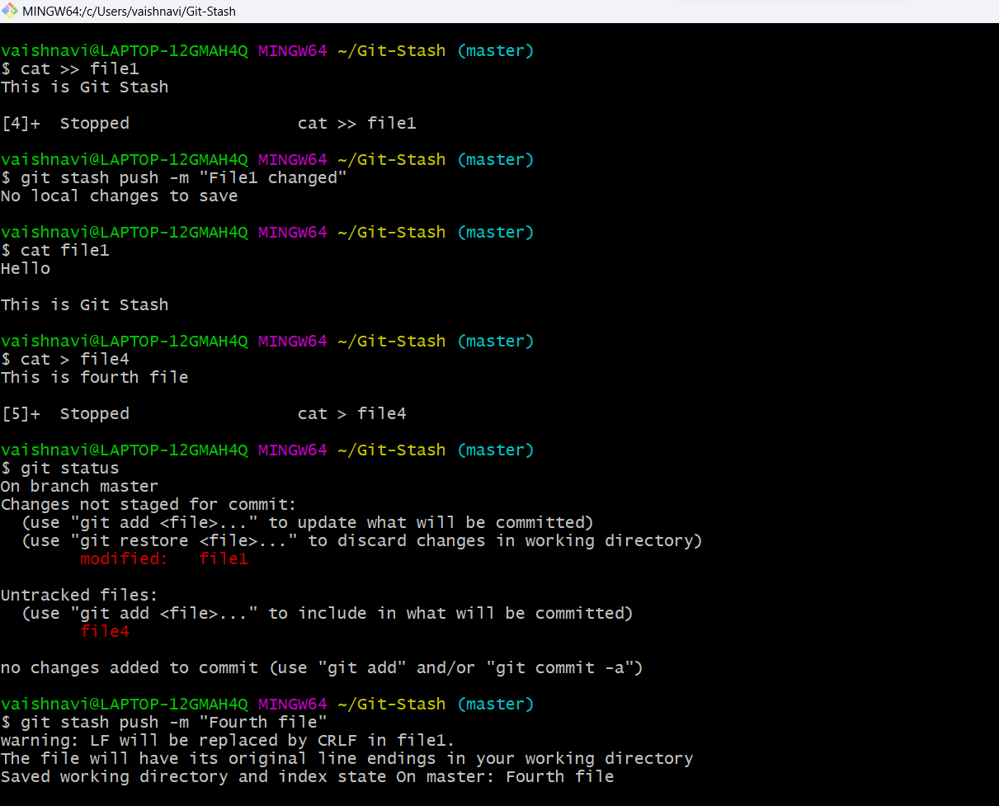 MINGW64:/c/Users/vaishnavi/Git-Stash
vaishnavi@LAPTOP-12GMAH4Q MINGW64 ~/Git-Stash (master)
$ cat >> file1
This is Git Stash
[4]+  Stopped                 cat >> file1
vaishnavi@LAPTOP-12GMAH4Q MINGW64 ~/Git-Stash (master)
$ git stash push -m "File1 changed"
No local changes to save
vaishnavi@LAPTOP-12GMAH4Q MINGW64 ~/Git-Stash (master)
$ cat file1
Hello
This is Git Stash
vaishnavi@LAPTOP-12GMAH4Q MINGW64 ~/Git-Stash (master)
$ cat > file4
This is fourth file
[5]+  Stopped                 cat > file4
vaishnavi@LAPTOP-12GMAH4Q MINGW64 ~/Git-Stash (master)
$ git status
On branch master
Changes not staged for commit:
  (use "git add <file>..." to update what will be committed)
  (use "git restore <file>..." to discard changes in working directory)
        modified:   file1
Untracked files:
  (use "git add <file>..." to include in what will be committed)
        file4
no changes added to commit (use "git add" and/or "git commit -a")
vaishnavi@LAPTOP-12GMAH4Q MINGW64 ~/Git-Stash (master)
$ git stash push -m "Fourth file"
warning: LF will be replaced by CRLF in file1.
The file will have its original line endings in your working directory
Saved working directory and index state On master: Fourth file